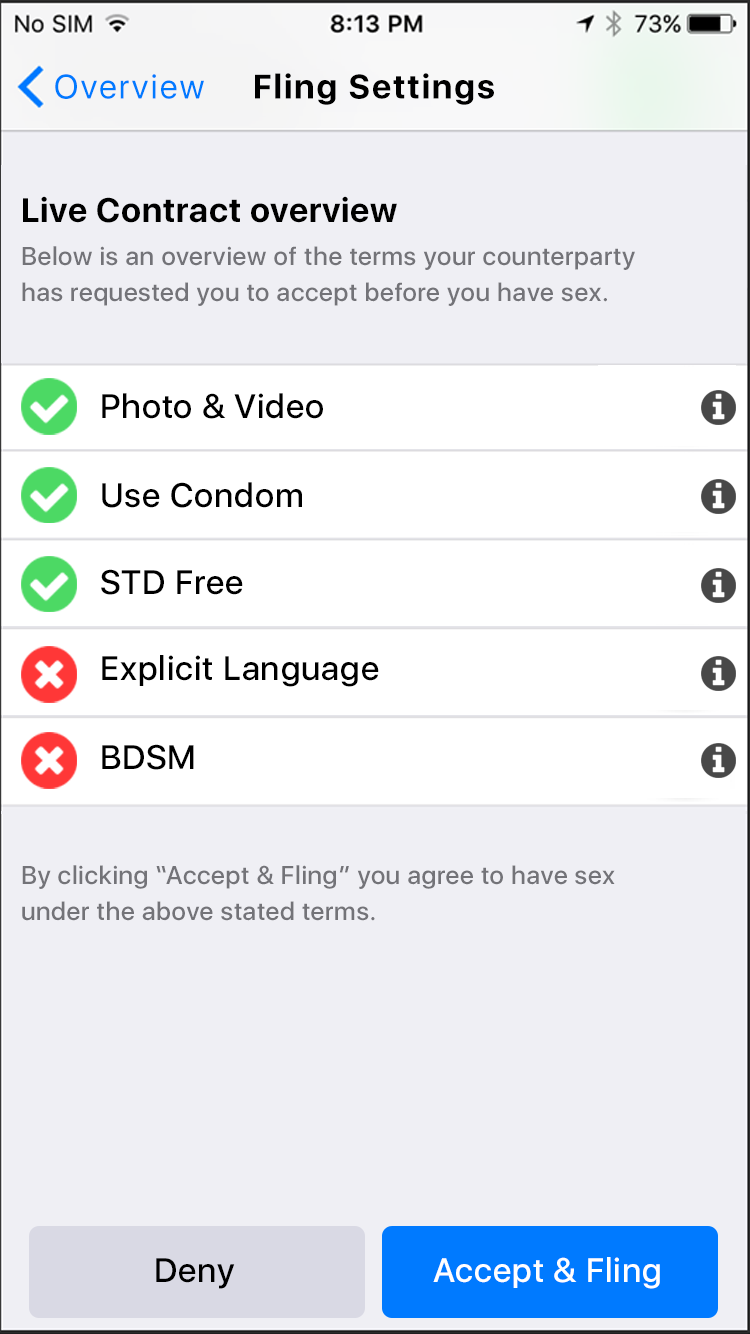 No SIM 8:13 PM 73%
Overview Fling Settings
Live Contract overview
Below is an overview of the terms your counterparty
has requested you to accept before you have sex.
Photo & Video
Use Condom
STD Free
Explicit Language
BDSM
By clicking “Accept & Fling” you agree to have sex
under the above stated terms.
Deny Accept & Fling